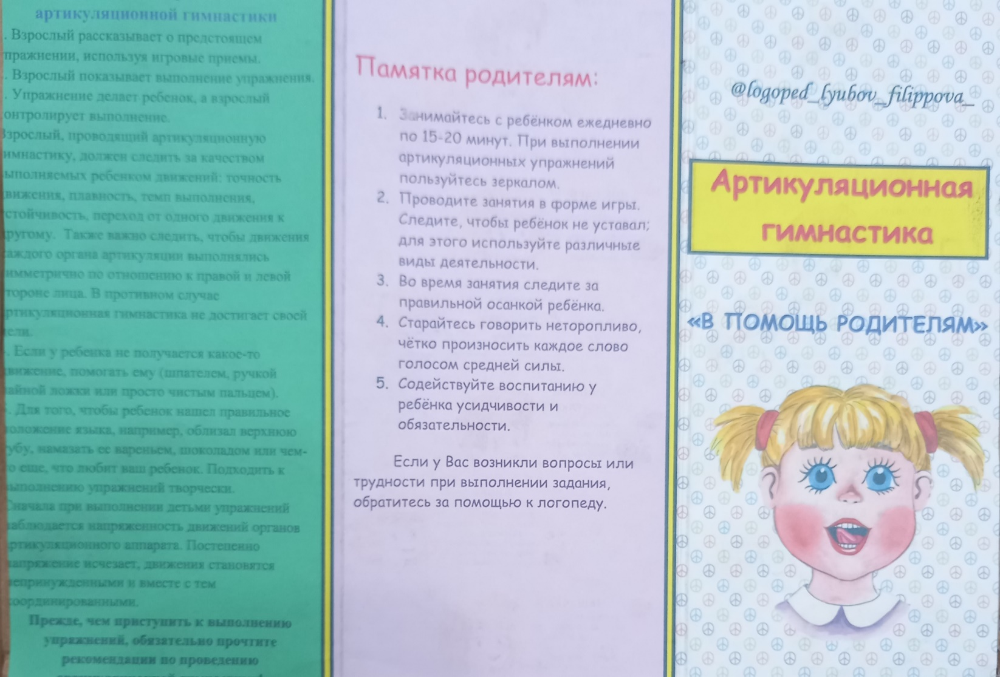 артикуляционной гимнастики
. Взрослый рассказывает о предстоящем
пражнении, используя игровые приемы.
. Взрослый показывает выполнение упражнения.
. Упражнение делает ребенок, а взрослый
онтролирует выполнение.
Взрослый, проводящий артикуляционную
имнастику, должен следить за качеством
ыполняемых ребенком движений: точность
вижения, плавность, темп выполнения,
стойчивость, переход от одного движения к
ругому. Также важно следить, чтобы движения
аждого органа артикуляции выполнялись
имметрично по отношению к правой и левой
тороне лица. В противном случае
ртикуляционная гимнастика не достигает своей
ели.
. Если у ребенка не получается какое-то
вижение, помогать ему (шпателем, ручкой
айной ложки или просто чистым пальцем).
. Для того, чтобы ребенок нашел правильное
оложение языка, например, облизал верхнюю
убу, намазать ее вареньем, шоколадом или чем-
о еще, что любит ваш ребенок. Подходить к
ыполнению упражнений творчески.
Сначала при выполнении детьми упражнений
аблюдается напряженность движений органов
ртикуляционного аппарата. Постепенно
апряжение исчезает, движения становятся
епринужденными и вместе с тем
оординированными.
Прежде, чем приступить к выполнению
упражнений, обязательно прочтите
рекомендации по проведению
Памятка родителям:
1. Занимайтесь с ребёнком ежедневно
по 15-20 минут. При выполнении
артикуляционных упражнений
пользуйтесь зеркалом.
2. Проводите занятия в форме игры.
Следите, чтобы ребёнок не уставал;
для этого используйте различные
виды деятельности.
3. Во время занятия следите за
правильной осанкой ребёнка.
4. Старайтесь говорить неторопливо,
чётко произносить каждое слово
голосом средней силы.
5. Содействуйте воспитанию у
ребёнка усидчивости и
обязательности.
Если у Вас возникли вопросы или
трудности при выполнении задания,
обратитесь за помощью к логопеду.
@logoped_lyubov_filippova_
Артикуляционная
гимнастика
«В ПОМОЩЬ РОДИТЕЛЯМ»